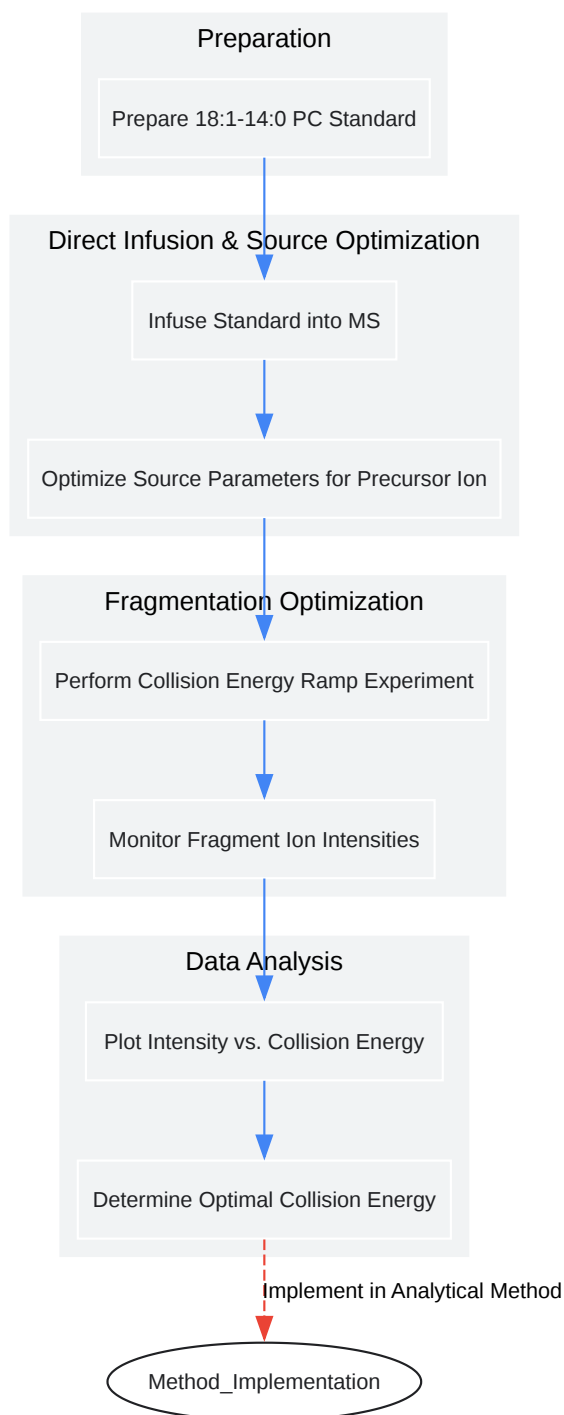 Preparation
Prepare 18:1-14:0 PC Standard
Direct Infusion & Source Optimization
Infuse Standard into MS
Optimize Source Parameters for Precursor Ion
Fragmentation Optimization
Perform Collision Energy Ramp Experiment
Monitor Fragment Ion Intensities
Data Analysis
Plot Intensity vs. Collision Energy
Determine Optimal Collision Energy
Implement in Analytical Method
Method_Implementation